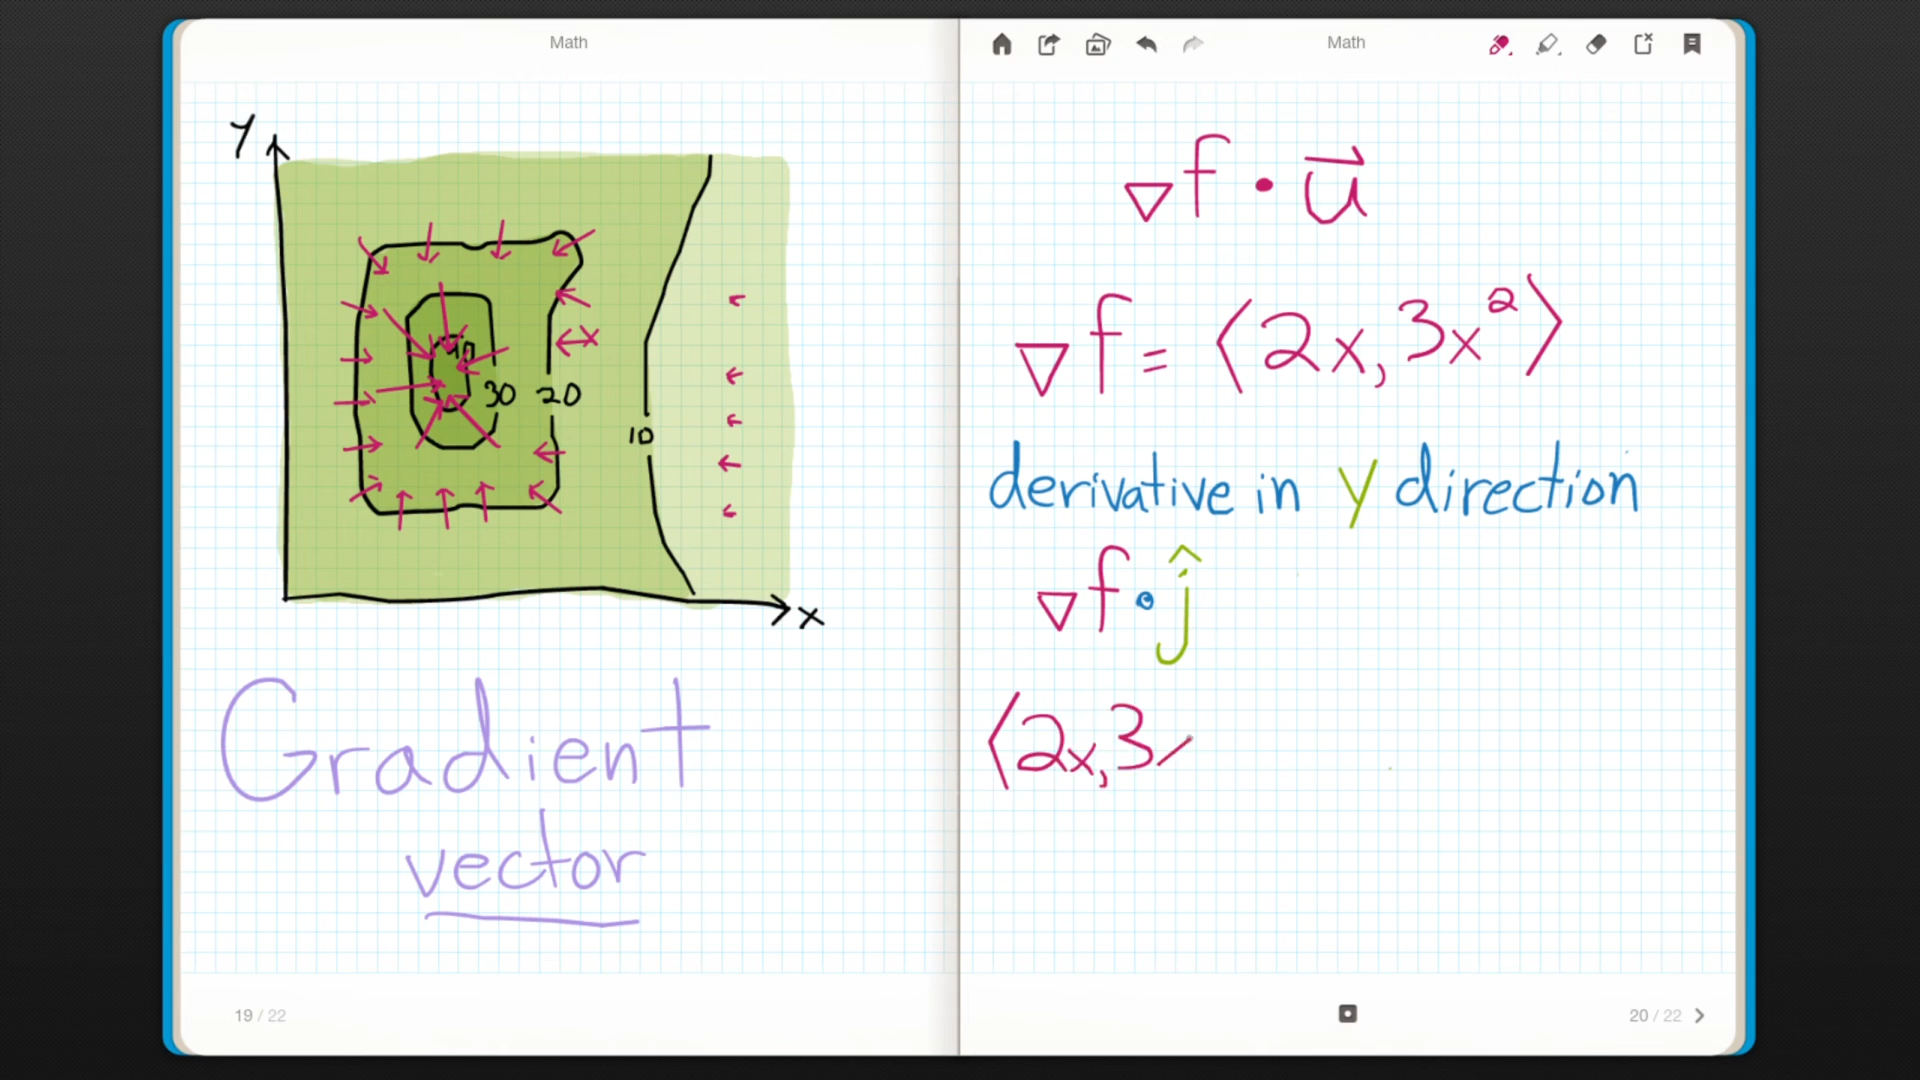 Math
Y
40
30
20
10
x
Gradient
vector
19 / 22
Math
∇f · u⃗
∇f = ⟨2x, 3x²⟩
derivative in y direction
∇f · ĵ
⟨2x, 3
20 / 22